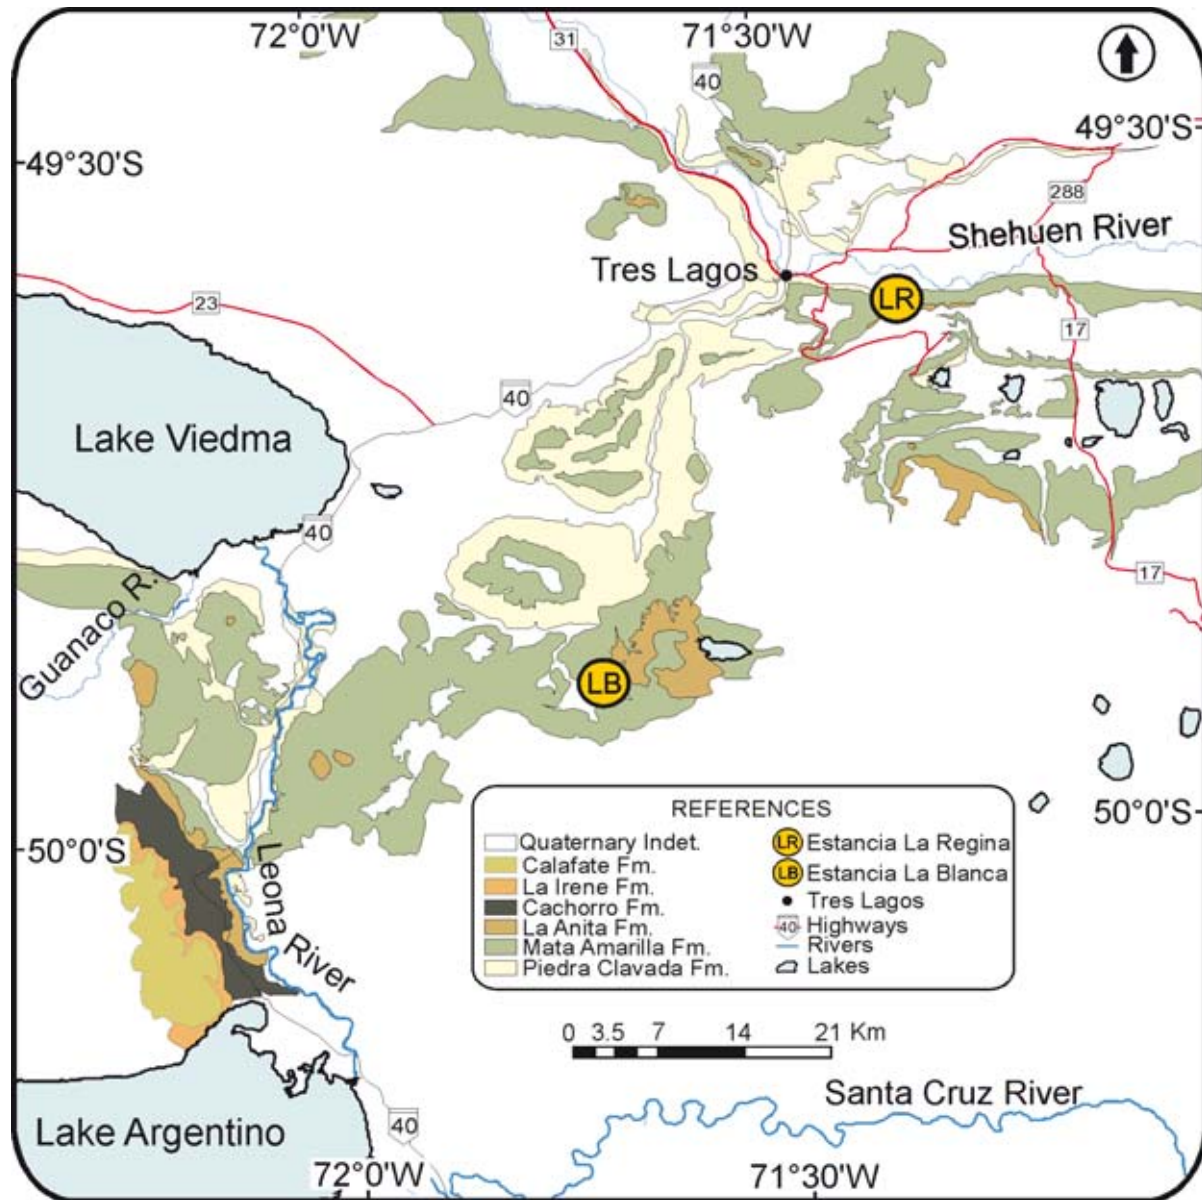 72°0'W
71°30'W
31
40
49°30'S
49°30'S
288
Shehuen River
Tres Lagos
LR
23
17
40
Lake Viedma
40
17
Guanaco R.
LB
REFERENCES
Quaternary Indet.
Calafate Fm.
La Irene Fm.
Cachorro Fm.
La Anita Fm.
Mata Amarilla Fm.
Piedra Clavada Fm.
LR Estancia La Regina
LB Estancia La Blanca
Tres Lagos
40 Highways
Rivers
Lakes
50°0'S
50°0'S
Leona River
0 3.5 7 14 21 Km
Santa Cruz River
Lake Argentino
40
72°0'W
71°30'W